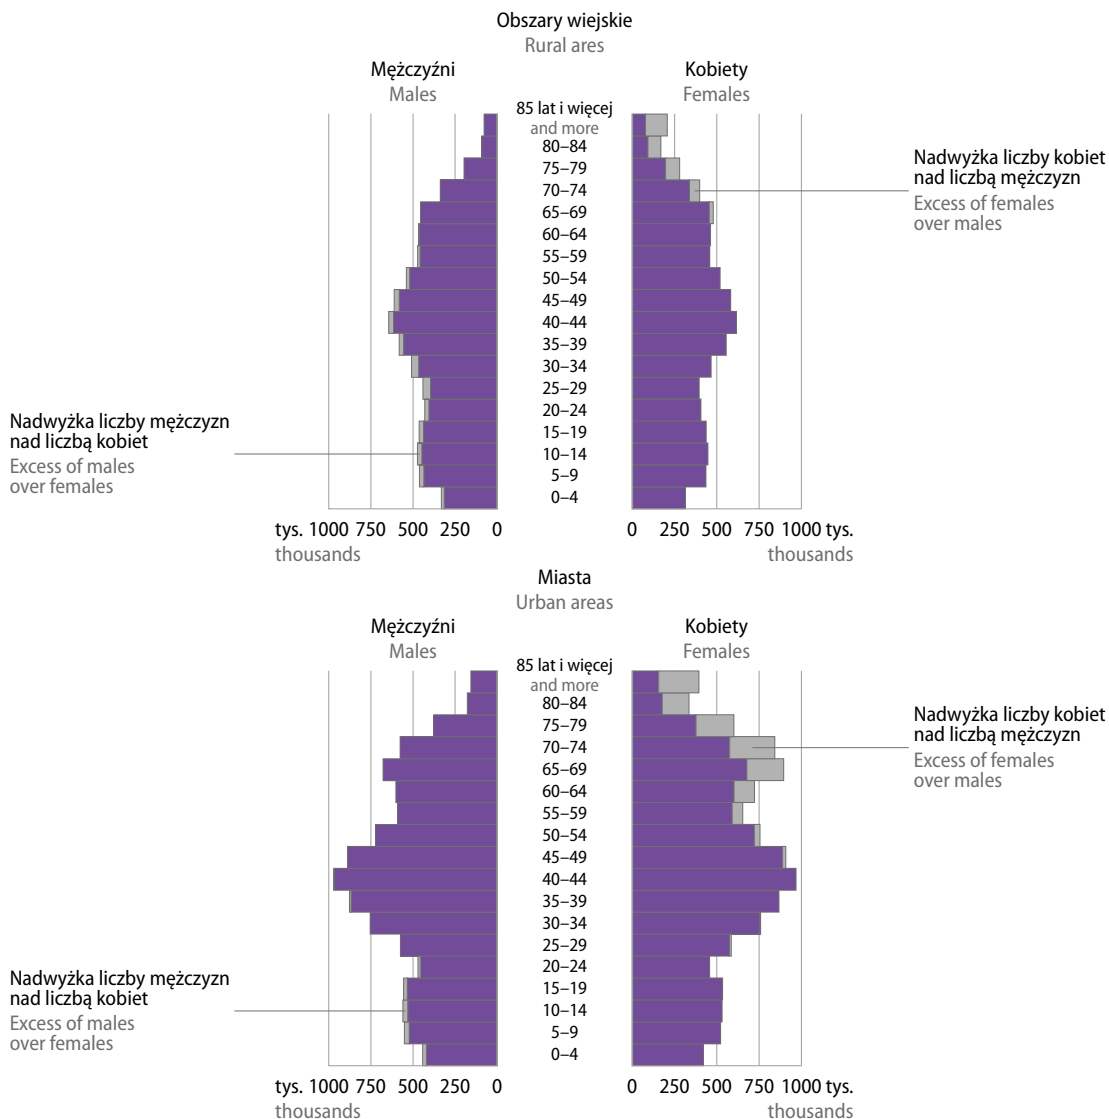 Obszary wiejskie
Rural ares
Mężczyźni
Males
Kobiety
Females
85 lat i więcej
and more
80–84
75–79
70–74
65–69
60–64
55–59
50–54
45–49
40–44
35–39
30–34
25–29
20–24
15–19
10–14
5–9
0–4
Nadwyżka liczby kobiet
nad liczbą mężczyzn
Excess of females
over males
Nadwyżka liczby mężczyzn
nad liczbą kobiet
Excess of males
over females
tys. 1000 750 500 250 0
thousands
0 250 500 750 1000 tys.
thousands
Miasta
Urban areas
Mężczyźni
Males
Kobiety
Females
85 lat i więcej
and more
80–84
75–79
70–74
65–69
60–64
55–59
50–54
45–49
40–44
35–39
30–34
25–29
20–24
15–19
10–14
5–9
0–4
Nadwyżka liczby kobiet
nad liczbą mężczyzn
Excess of females
over males
Nadwyżka liczby mężczyzn
nad liczbą kobiet
Excess of males
over females
tys. 1000 750 500 250 0
thousands
0 250 500 750 1000 tys.
thousands